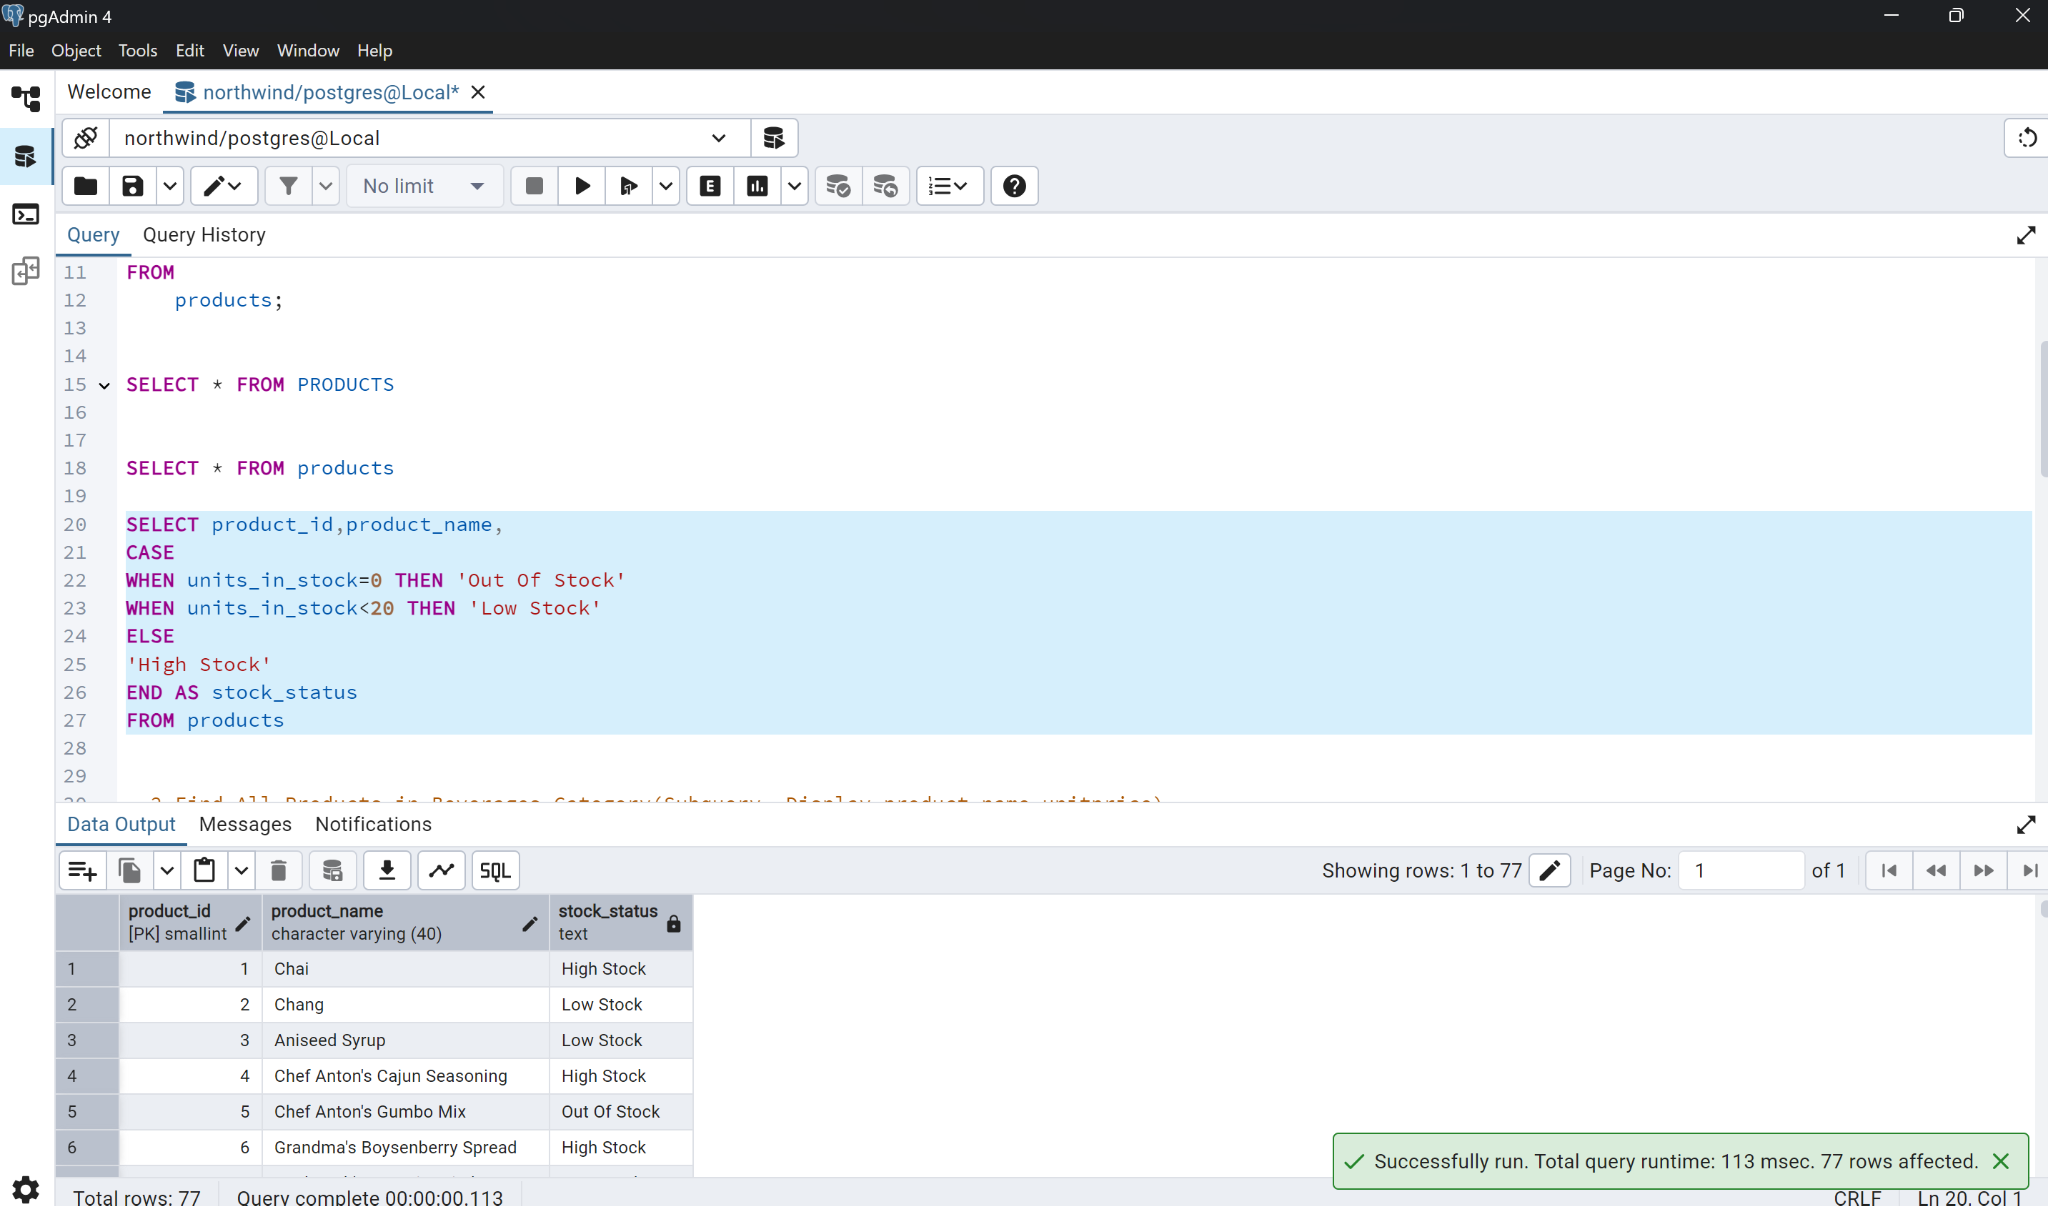 pgAdmin 4
File Object Tools Edit View Window Help
Welcome northwind/postgres@Local*
northwind/postgres@Local
No limit
E
Query Query History
11 FROM
12 products;
13
14
15 SELECT * FROM PRODUCTS
16
17
18 SELECT * FROM products
19
20 SELECT product_id,product_name,
21 CASE
22 WHEN units_in_stock=0 THEN 'Out Of Stock'
23 WHEN units_in_stock<20 THEN 'Low Stock'
24 ELSE
25 'High Stock'
26 END AS stock_status
27 FROM products
28
29
Find All Products in Beverages Category(Subquery
Data Output Messages Notifications
SQL Showing rows: 1 to 77 Page No: 1 of 1
product_id product_name stock_status
[PK] smallint character varying (40) text
1 1 Chai High Stock
2 2 Chang Low Stock
3 3 Aniseed Syrup Low Stock
4 4 Chef Anton's Cajun Seasoning High Stock
5 5 Chef Anton's Gumbo Mix Out Of Stock
6 6 Grandma's Boysenberry Spread High Stock
Successfully run. Total query runtime: 113 msec. 77 rows affected.
Total rows: 77 Query complete 00:00:00.113 CRLF Ln 20, Col 1